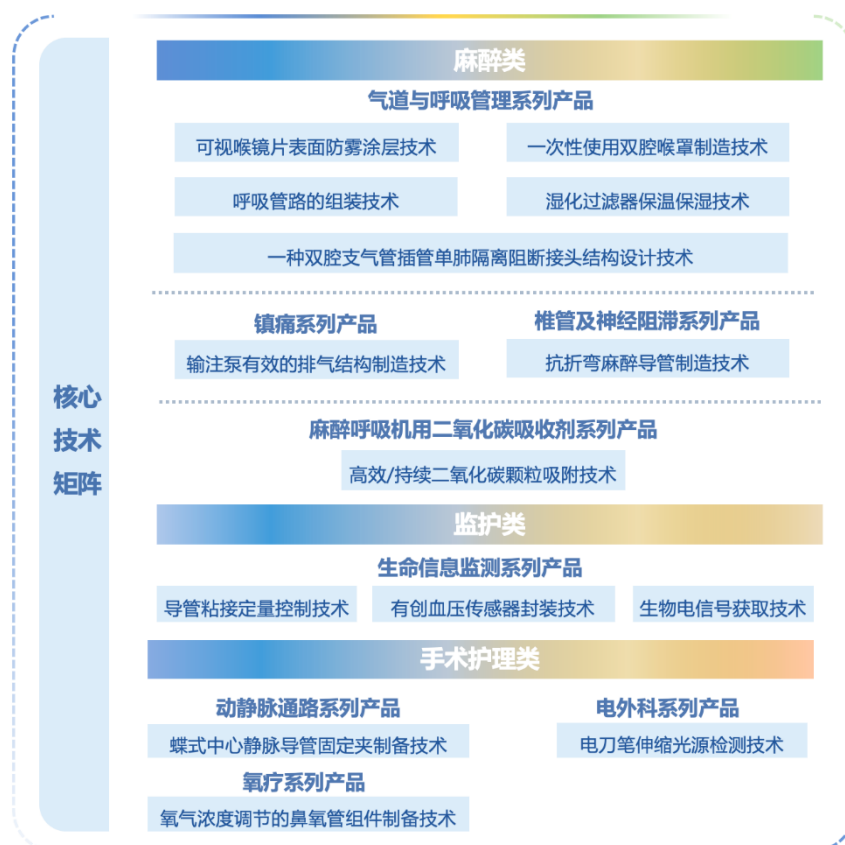 核心
技术
矩阵
麻醉类
气道与呼吸管理系列产品
可视喉镜片表面防雾涂层技术
一次性使用双腔喉罩制造技术
呼吸管路的组装技术
湿化过滤器保温保湿技术
一种双腔支气管插管单肺隔离阻断接头结构设计技术
镇痛系列产品
椎管及神经阻滞系列产品
输注泵有效的排气结构制造技术
抗折弯麻醉导管制造技术
麻醉呼吸机用二氧化碳吸收剂系列产品
高效/持续二氧化碳颗粒吸附技术
监护类
生命信息监测系列产品
导管粘接定量控制技术
有创血压传感器封装技术
生物电信号获取技术
手术护理类
动静脉通路系列产品
电外科系列产品
蝶式中心静脉导管固定夹制备技术
电刀笔伸缩光源检测技术
氧疗系列产品
氧气浓度调节的鼻氧管组件制备技术